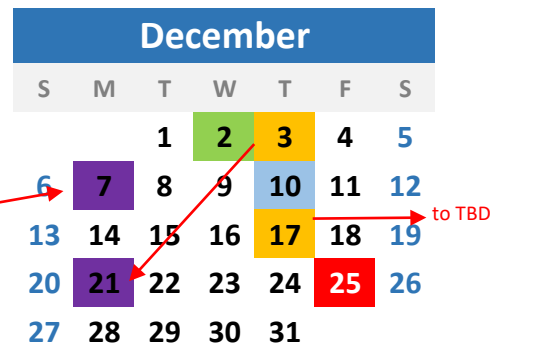 December
S M T W T F S
1 2 3 4 5
6 7 8 9 10 11 12
13 14 15 16 17 18 19 to TBD
20 21 22 23 24 25 26
27 28 29 30 31